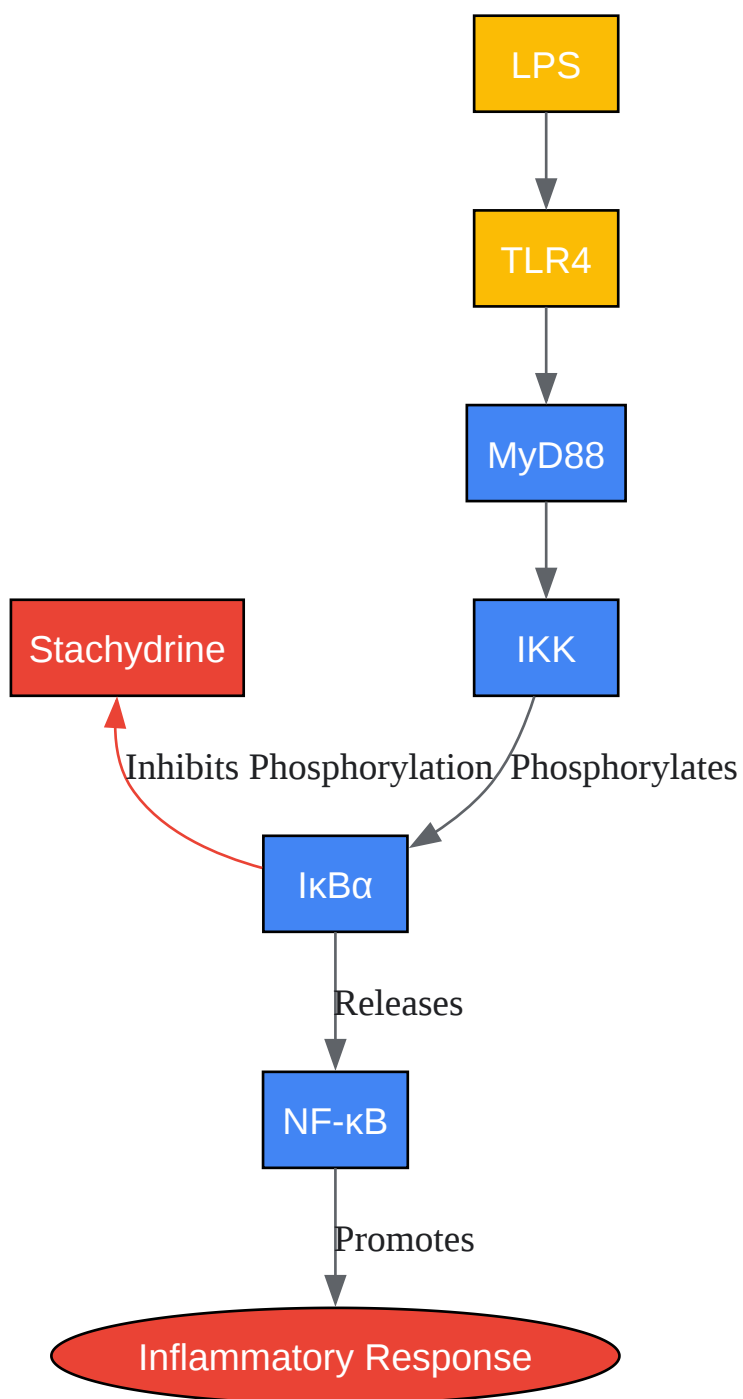 LPS
TLR4
MyD88
Stachydrine
IKK
Inhibits Phosphorylation
Phosphorylates
IκBα
Releases
NF-κB
Promotes
Inflammatory Response